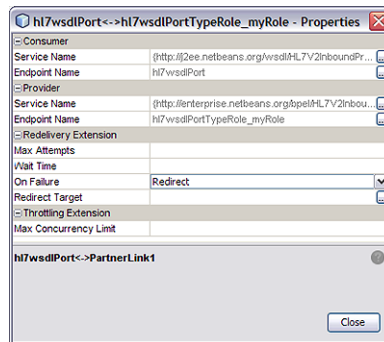 hl7wsdlPort<->hl7wsdlPortTypeRole_myRole - Properties
Consumer
Service Name {http://j2ee.netbeans.org/wsdl/HL7V2InboundPr...
Endpoint Name hl7wsdlPort
Provider
Service Name {http://enterprise.netbeans.org/bpel/HL7V2Inbou...
Endpoint Name hl7wsdlPortTypeRole_myRole
Redelivery Extension
Max Attempts
Wait Time
On Failure Redirect
Redirect Target
Throttling Extension
Max Concurrency Limit
hl7wsdlPort<->PartnerLink1
Close